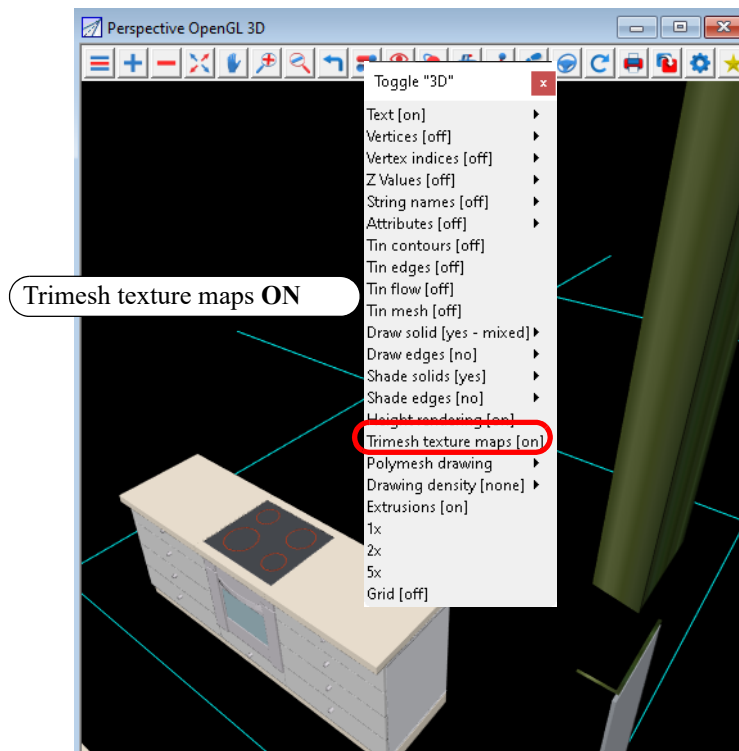 Perspective OpenGL 3D
Toggle "3D"
x
Text [on]
Vertices [off]
Vertex indices [off]
Z Values [off]
String names [off]
Attributes [off]
Tin contours [off]
Tin edges [off]
Trimesh texture maps ON
Tin flow [off]
Tin mesh [off]
Draw solid [yes - mixed]
Draw edges [no]
Shade solids [yes]
Shade edges [no]
Height rendering [on]
Trimesh texture maps [on]
Polymesh drawing
Drawing density [none]
Extrusions [on]
1x
2x
5x
Grid [off]